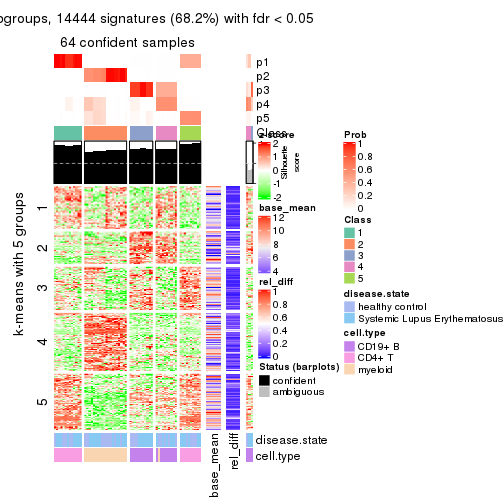 ogroups, 14444 signatures (68.2%) with fdr < 0.05
64 confident samples
p1
p2
p3
p4
p5
Class
z-score
2
1
0
-1
-2
Silhouette
score
base_mean
12
10
8
6
4
rel_diff
1
0.8
0.6
0.4
0.2
0
Status (barplots)
confident
ambiguous
Prob
1
0.8
0.6
0.4
0.2
0
Class
1
2
3
4
5
disease.state
healthy control
Systemic Lupus Erythematosus
cell.type
CD19+ B
CD4+ T
myeloid
k-means with 5 groups
1
2
3
4
5
disease.state
cell.type
base_mean
rel_diff